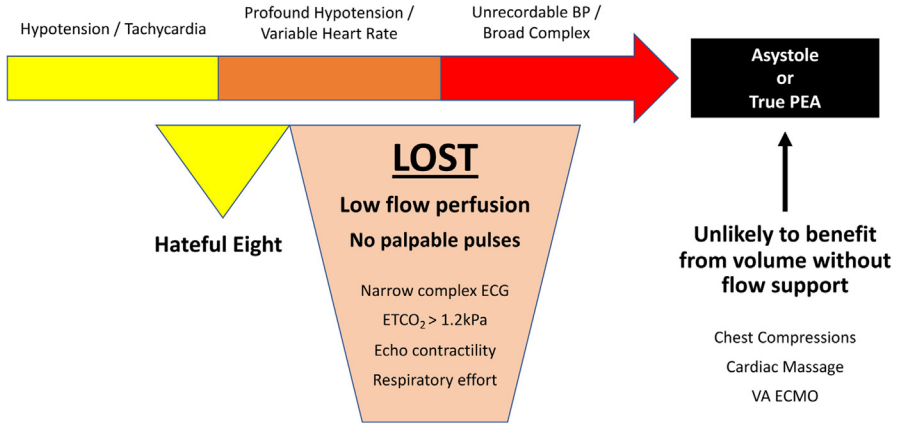 Hypotension / Tachycardia
Profound Hypotension /
Variable Heart Rate
Unrecordable BP /
Broad Complex
Asystole
or
True PEA
LOST
Low flow perfusion
No palpable pulses
Narrow complex ECG
ETCO₂ > 1.2kPa
Echo contractility
Respiratory effort
Hateful Eight
Unlikely to benefit
from volume without
flow support
Chest Compressions
Cardiac Massage
VA ECMO